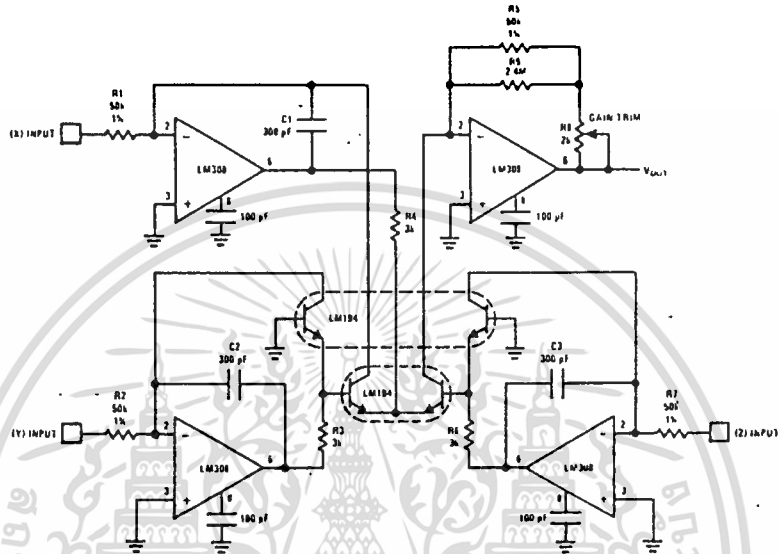 R5
50k
1%
R9
2.4M
R1
50k
1%
(X) INPUT
2
3
6
8
LM308
C1
300 pF
100 pF
R4
3k
2
3
6
8
LM308
100 pF
GAIN TRIM
R8
2k
VOUT
LM194
LM194
C2
300 pF
R2
50k
1%
(Y) INPUT
2
3
6
8
LM308
100 pF
R3
3k
R6
3k
C3
300 pF
R7
50k
1%
(Z) INPUT
2
3
6
8
LM308
100 pF